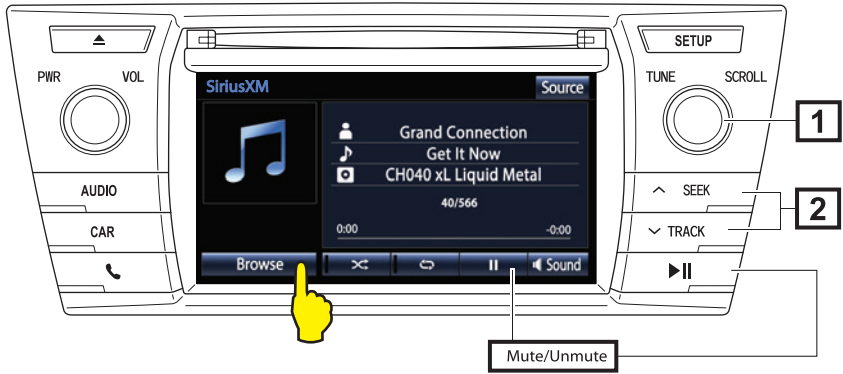 SETUP
PWR VOL
TUNE SCROLL
SiriusXM
Source
Grand Connection
Get It Now
CH040 xL Liquid Metal
40/566
0:00
-0:00
1
AUDIO
SEEK
2
CAR
TRACK
Browse
Sound
Mute/Unmute